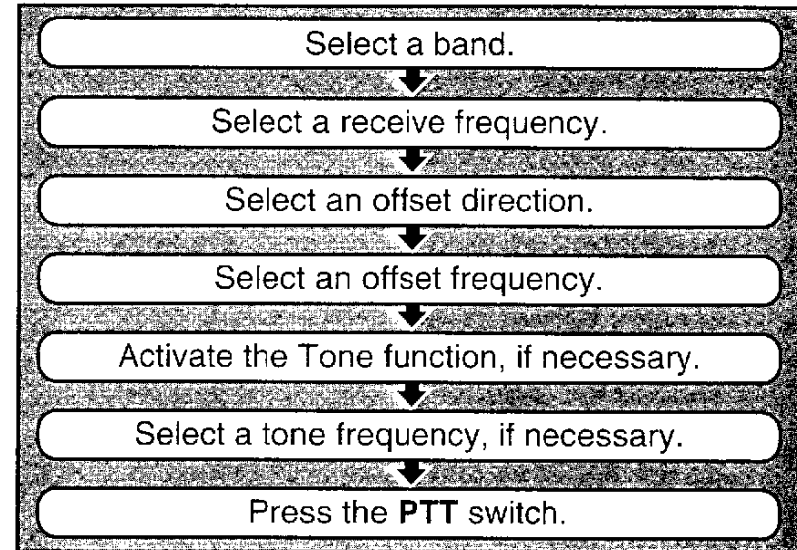 Select a band.
Select a receive frequency.
Select an offset direction.
Select an offset frequency.
Activate the Tone function, if necessary.
Select a tone frequency, if necessary.
Press the PTT switch.